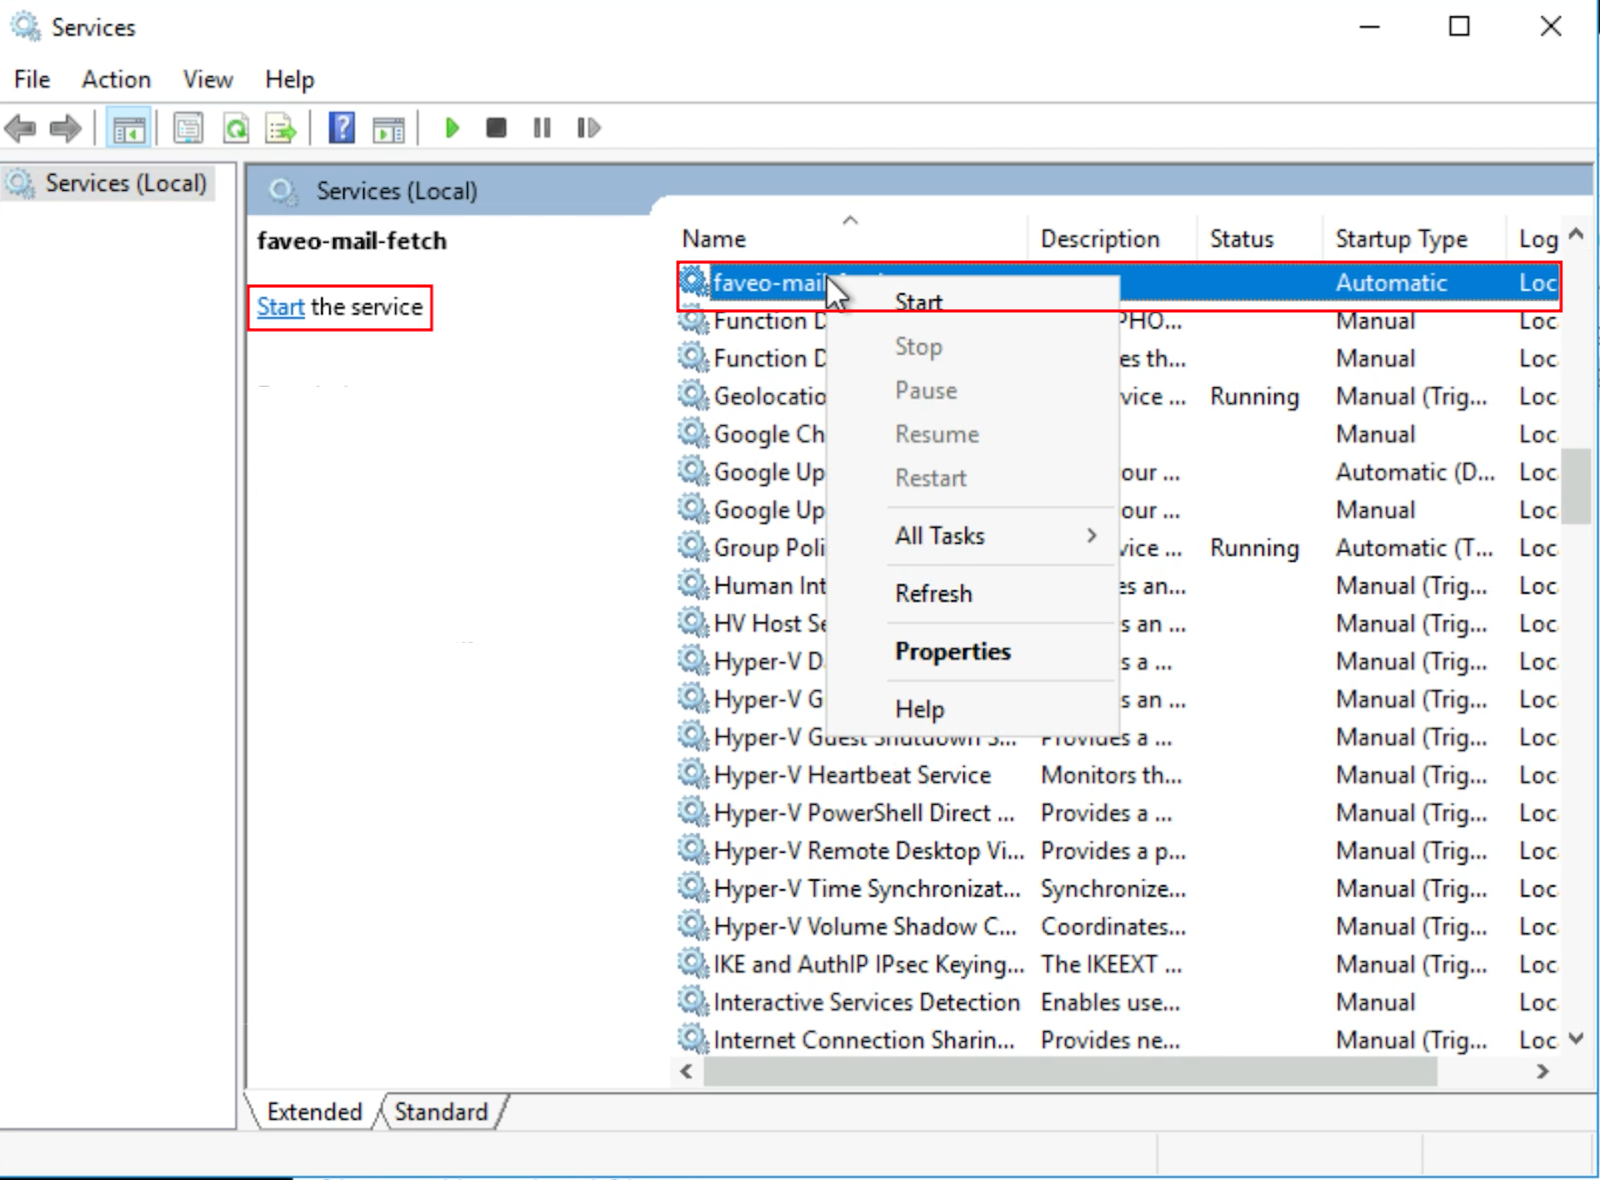 Services
File Action View Help
Services (Local)
Services (Local)
faveo-mail-fetch
Start the service
Name Description Status Startup Type Log
faveo-mail Automatic Loc
Function D PHO... Manual Loc
Function D es th... Manual Loc
Geolocatio vice ... Running Manual (Trig... Loc
Google Ch Manual Loc
Google Up our ... Automatic (D... Loc
Google Up our ... Manual Loc
Group Poli vice ... Running Automatic (T... Loc
Human Int es an... Manual (Trig... Loc
HV Host Se s an ... Manual (Trig... Loc
Hyper-V D s a ... Manual (Trig... Loc
Hyper-V G s an ... Manual (Trig... Loc
Hyper-V Guest Shutdown S... Provides a ... Manual (Trig... Loc
Hyper-V Heartbeat Service Monitors th... Manual (Trig... Loc
Hyper-V PowerShell Direct ... Provides a ... Manual (Trig... Loc
Hyper-V Remote Desktop Vi... Provides a p... Manual (Trig... Loc
Hyper-V Time Synchronizat... Synchronize... Manual (Trig... Loc
Hyper-V Volume Shadow C... Coordinates... Manual (Trig... Loc
IKE and AuthIP IPsec Keying... The IKEEXT ... Manual (Trig... Loc
Interactive Services Detection Enables use... Manual Loc
Internet Connection Sharin... Provides ne... Manual (Trig... Loc
Start
Stop
Pause
Resume
Restart
All Tasks
Refresh
Properties
Help
Extended Standard